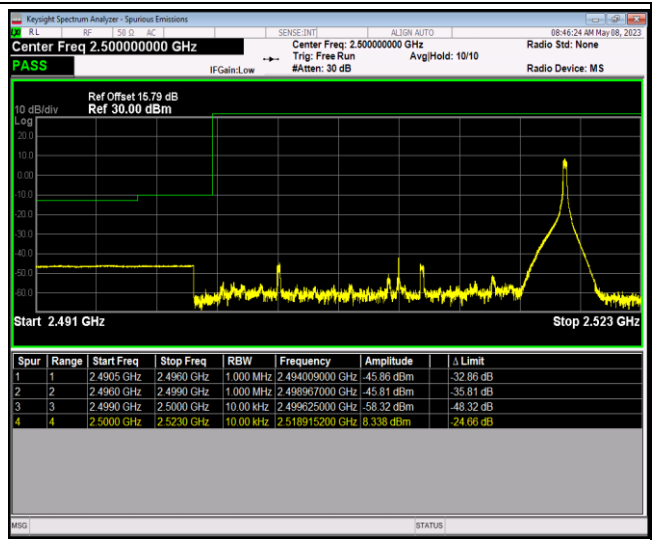 Keysight Spectrum Analyzer - Spurious Emissions
RL RF 50 Ω AC SENSE:INT ALIGN AUTO 08:46:24 AM May 08, 2023
Center Freq 2.500000000 GHz Center Freq: 2.500000000 GHz Radio Std: None
Trig: Free Run Avg|Hold: 10/10
PASS IFGain:Low #Atten: 30 dB Radio Device: MS
Ref Offset 15.79 dB
10 dB/div Ref 30.00 dBm
Log
20.0
10.0
0.00
-10.0
-20.0
-30.0
-40.0
-50.0
-60.0
Start 2.491 GHz Stop 2.523 GHz
Spur Range Start Freq Stop Freq RBW Frequency Amplitude Δ Limit
1 1 2.4905 GHz 2.4960 GHz 1.000 MHz 2.494009000 GHz -45.86 dBm -32.86 dB
2 2 2.4960 GHz 2.4990 GHz 1.000 MHz 2.498967000 GHz -45.81 dBm -35.81 dB
3 3 2.4990 GHz 2.5000 GHz 10.00 kHz 2.499625000 GHz -58.32 dBm -48.32 dB
4 4 2.5000 GHz 2.5230 GHz 10.00 kHz 2.518915200 GHz 8.338 dBm -24.66 dB
MSG STATUS